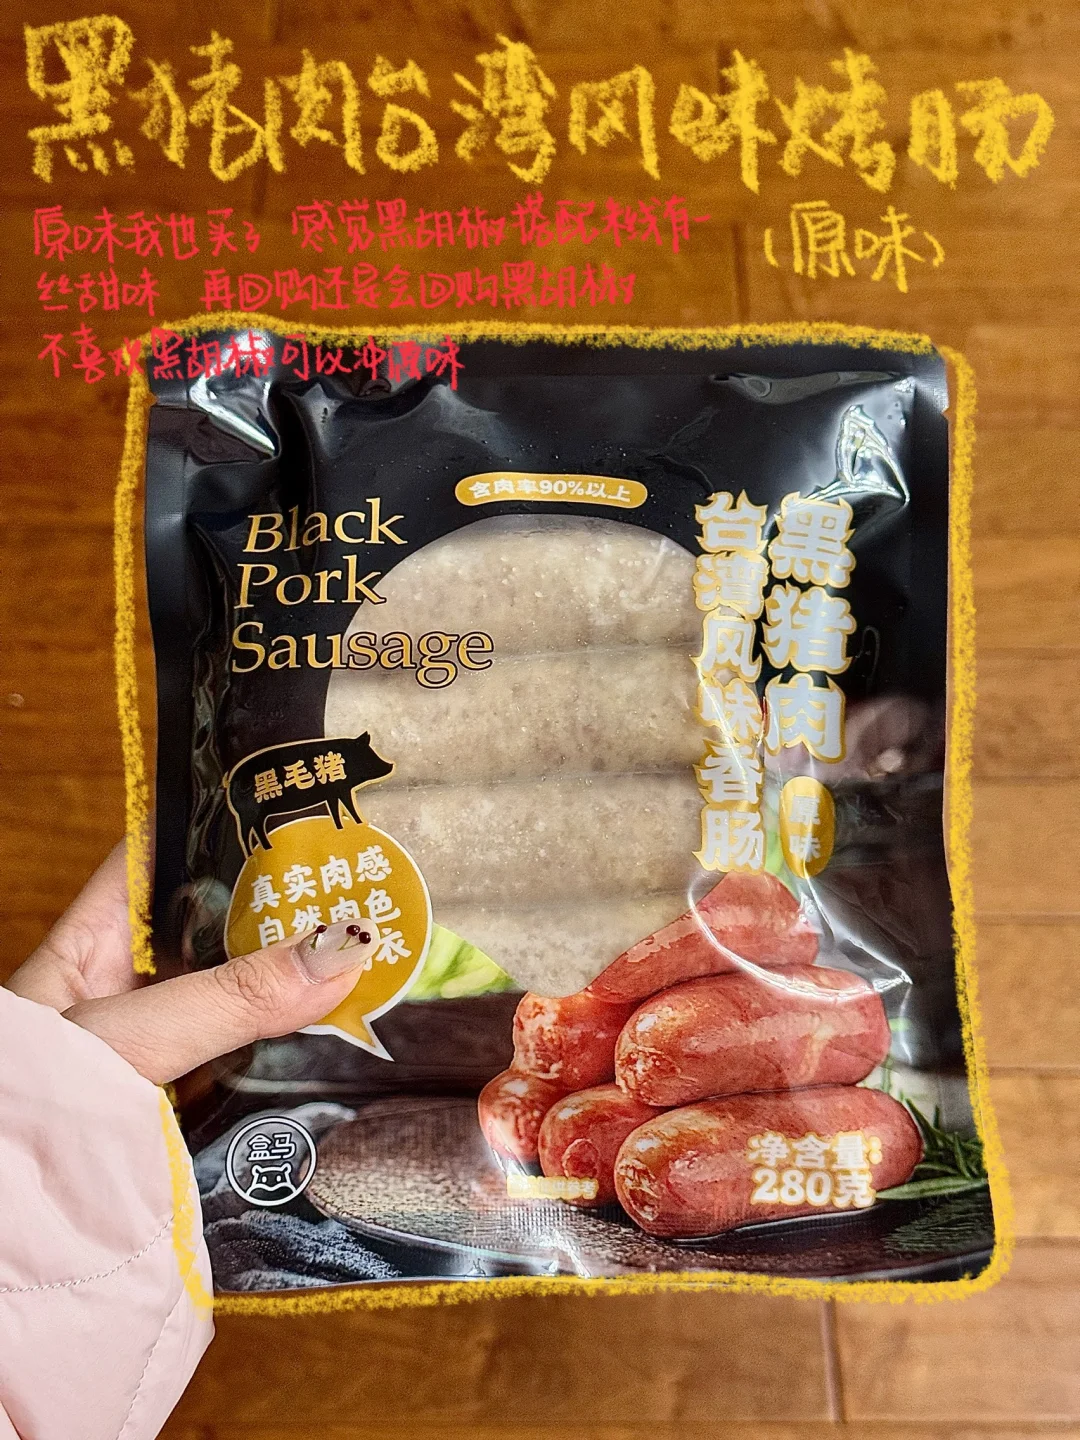 黑猪肉台湾风味烤肠
（原味）
原味我也买了 感觉黑胡椒搭配来线有一
丝甜味 再回购还是会回购黑胡椒
不喜欢黑胡椒可以冲原味
含肉率90%以上
Black
Pork
Sausage
黑猪肉
台湾风味香肠
原味
黑毛猪
真实肉感
自然肉色
衣
盒马
净含量:
280克